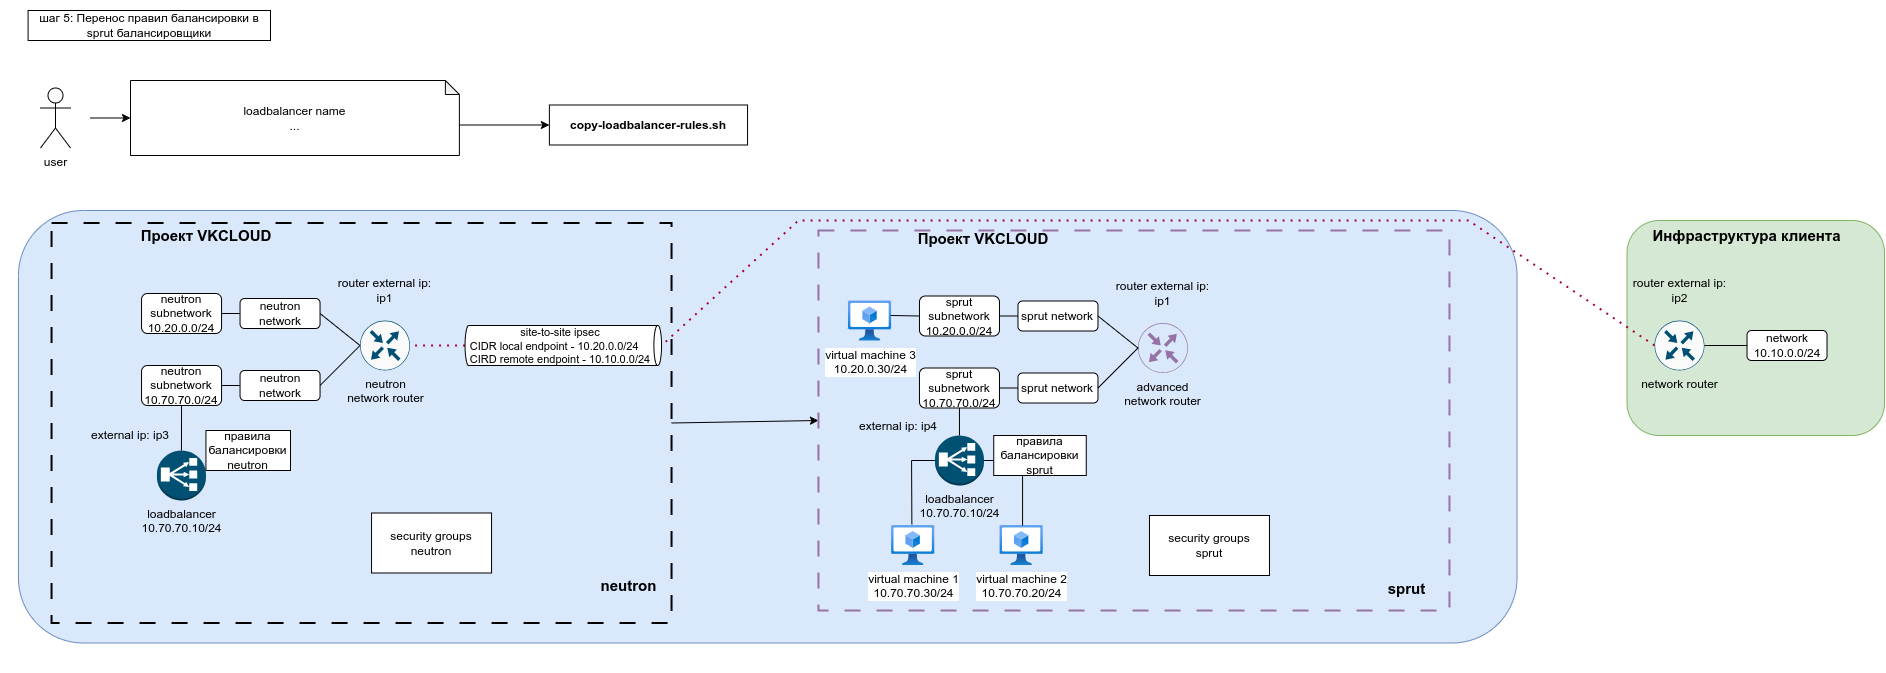 шаг 5: Перенос правил балансировки в
sprut балансировщики
loadbalancer name
...
copy-loadbalancer-rules.sh
user
Проект VKCLOUD
router external ip:
ip1
neutron
subnetwork
10.20.0.0/24
neutron
network
site-to-site ipsec
CIDR local endpoint - 10.20.0.0/24
CIRD remote endpoint - 10.10.0.0/24
neutron
subnetwork
10.70.70.0/24
neutron
network
neutron
network router
external ip: ip3
правила
балансировки
neutron
loadbalancer
10.70.70.10/24
security groups
neutron
neutron
Проект VKCLOUD
router external ip:
ip1
sprut
subnetwork
10.20.0.0/24
sprut network
virtual machine 3
10.20.0.30/24
sprut
subnetwork
10.70.70.0/24
sprut network
advanced
network router
external ip: ip4
правила
балансировки
sprut
loadbalancer
10.70.70.10/24
virtual machine 1
10.70.70.30/24
virtual machine 2
10.70.70.20/24
security groups
sprut
sprut
Инфраструктура клиента
router external ip:
ip2
network
10.10.0.0/24
network router